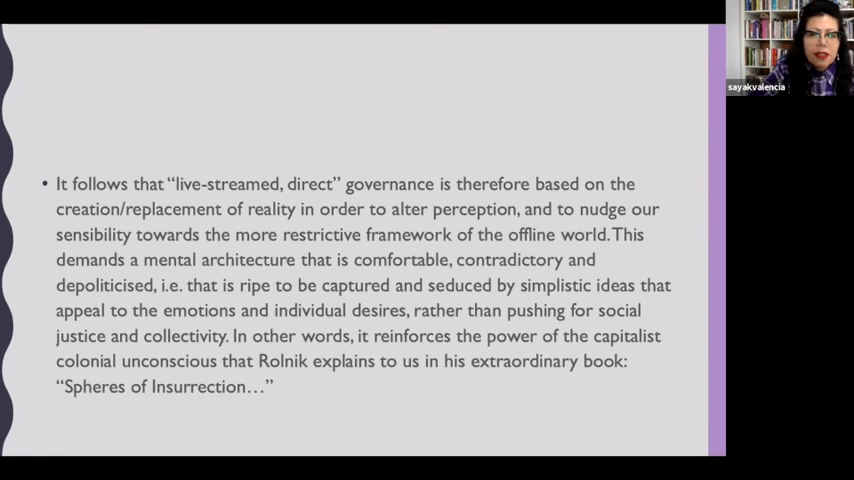 sayakvalencia
• It follows that “live-streamed, direct” governance is therefore based on the
creation/replacement of reality in order to alter perception, and to nudge our
sensibility towards the more restrictive framework of the offline world. This
demands a mental architecture that is comfortable, contradictory and
depoliticised, i.e. that is ripe to be captured and seduced by simplistic ideas that
appeal to the emotions and individual desires, rather than pushing for social
justice and collectivity. In other words, it reinforces the power of the capitalist
colonial unconscious that Rolnik explains to us in his extraordinary book:
“Spheres of Insurrection…”